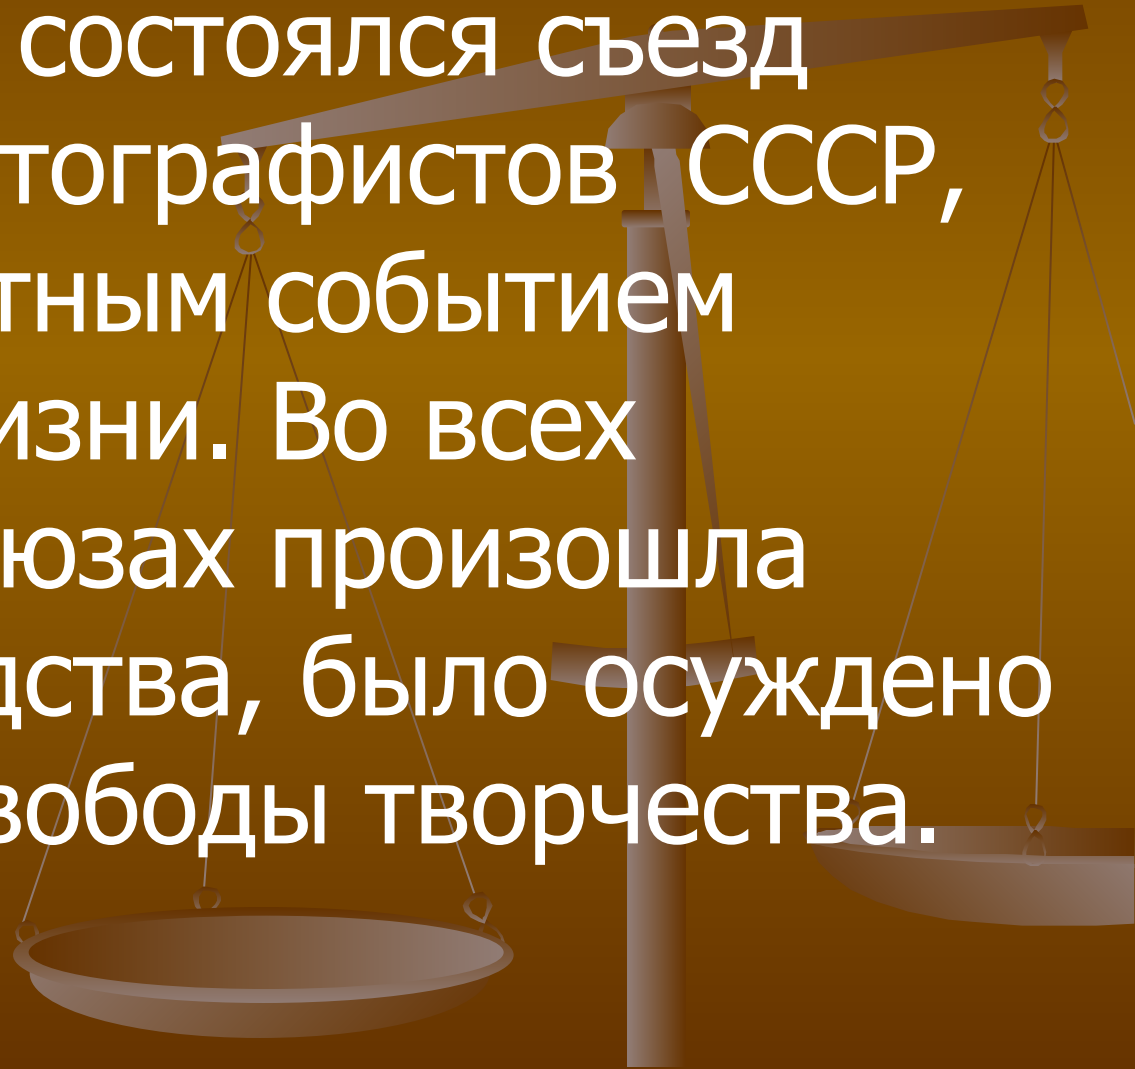 состоялся съезд
тографистов СССР,
тным событием
изни. Во всех
юзах произошла
дства, было осуждено
вободы творчества.